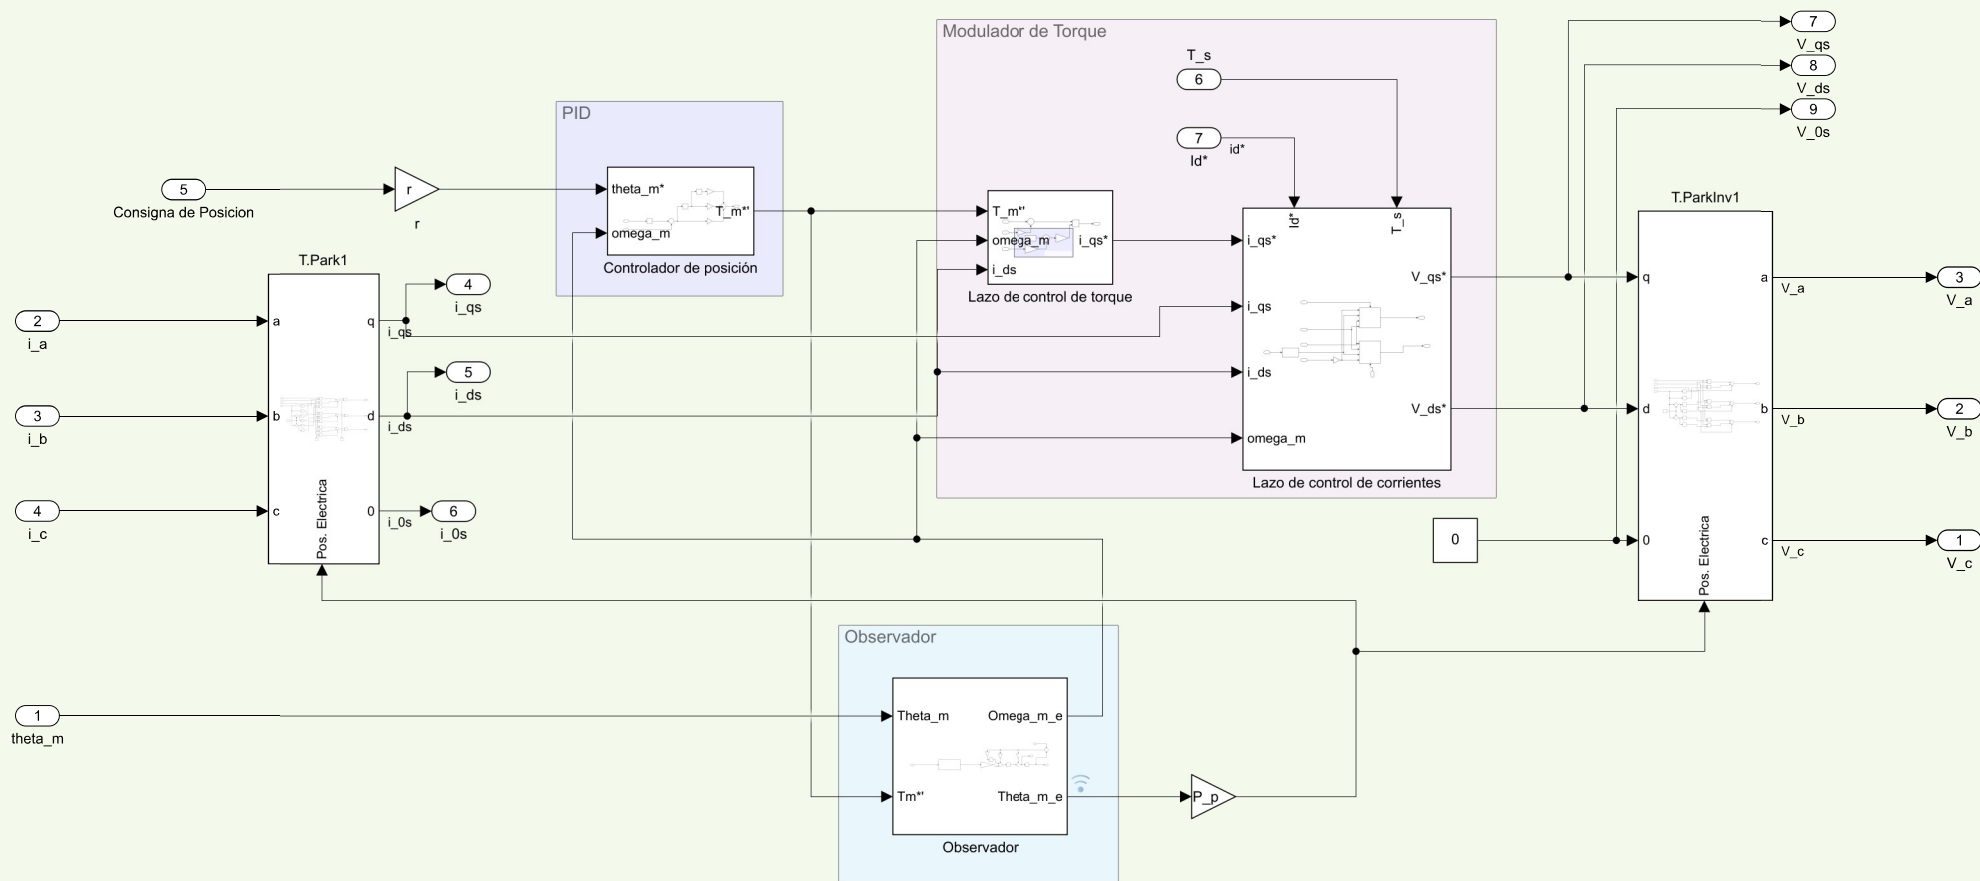 Modulador de Torque
7
V_qs
8
V_ds
9
V_0s
T_s
6
7
Id*
id*
PID
theta_m*
T_m*'
omega_m
Controlador de posición
5
Consigna de Posicion
r
r
T_m*'
omega_m
i_qs*
i_ds
Lazo de control de torque
Id*
T_s
i_qs*
i_qs
i_ds
omega_m
V_qs*
V_ds*
Lazo de control de corrientes
T.ParkInv1
q
a
d
b
0
c
Pos. Electrica
V_a
3
V_a
V_b
2
V_b
V_c
1
V_c
0
T.Park1
2
i_a
3
i_b
4
i_c
a
q
b
d
c
0
Pos. Electrica
i_qs
4
i_qs
i_ds
5
i_ds
i_0s
6
i_0s
1
theta_m
Observador
Theta_m
Omega_m_e
Tm*'
Theta_m_e
Observador
P_p